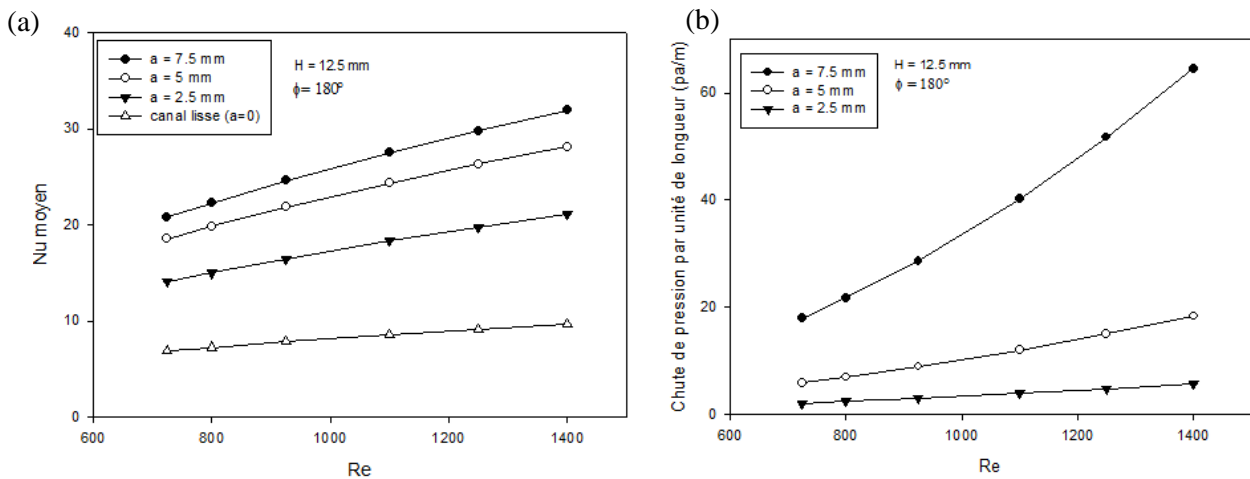 (a)
40
30
20
10
0
Nu moyen
a = 7.5 mm
a = 5 mm
a = 2.5 mm
canal lisse (a=0)
H = 12.5 mm
ϕ = 180°
600 800 1000 1200 1400
Re
(b)
60
40
20
0
Chute de pression par unité de longueur (pa/m)
a = 7.5 mm
a = 5 mm
a = 2.5 mm
H = 12.5 mm
ϕ = 180°
600 800 1000 1200 1400
Re